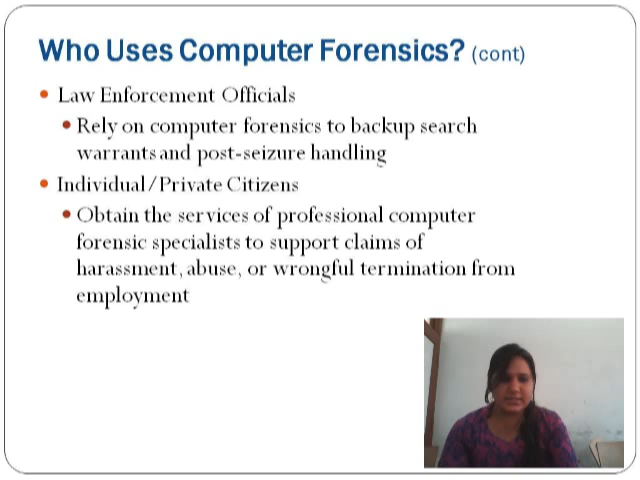 Who Uses Computer Forensics? (cont)
• Law Enforcement Officials
• Rely on computer forensics to backup search
warrants and post-seizure handling
• Individual/Private Citizens
• Obtain the services of professional computer
forensic specialists to support claims of
harassment, abuse, or wrongful termination from
employment